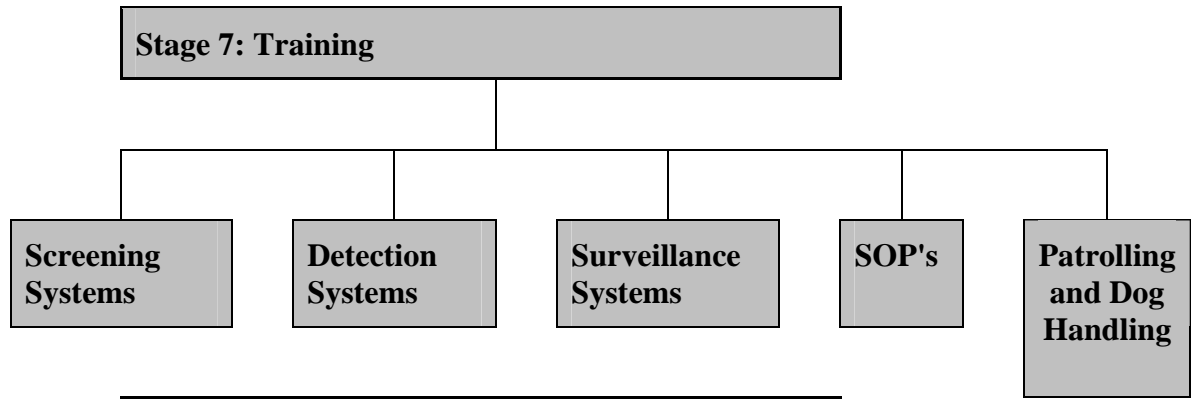 Stage 7: Training
Screening
Systems
Detection
Systems
Surveillance
Systems
SOP's
Patrolling
and Dog
Handling